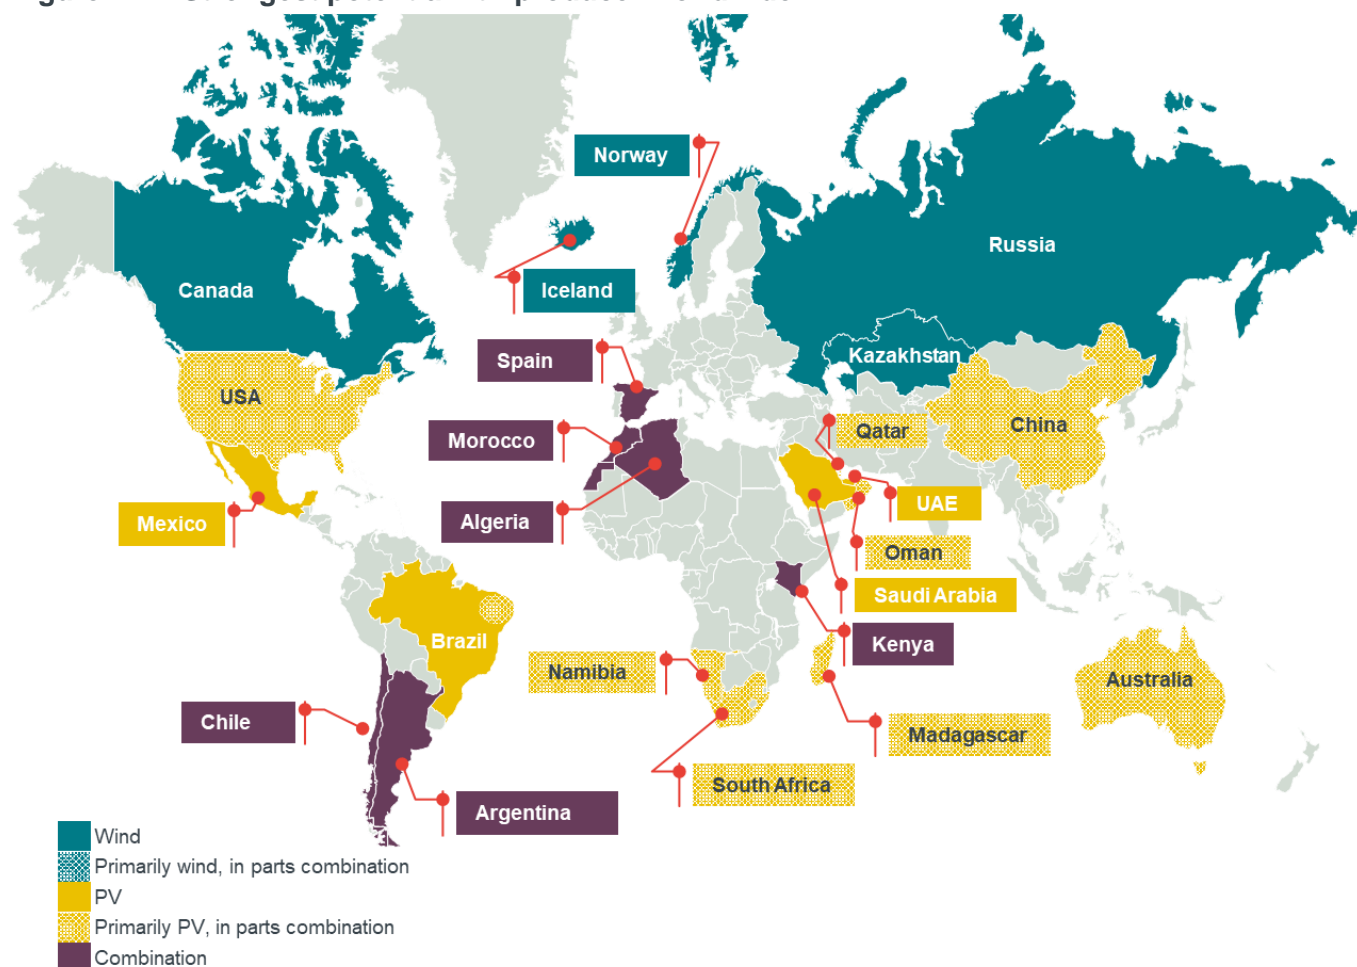 Norway
Russia
Canada
Iceland
Spain
Kazakhstan
USA
Qatar
China
Morocco
UAE
Mexico
Algeria
Oman
Saudi Arabia
Brazil
Kenya
Namibia
Australia
Chile
Madagascar
South Africa
Argentina
Wind
Primarily wind, in parts combination
PV
Primarily PV, in parts combination
Combination